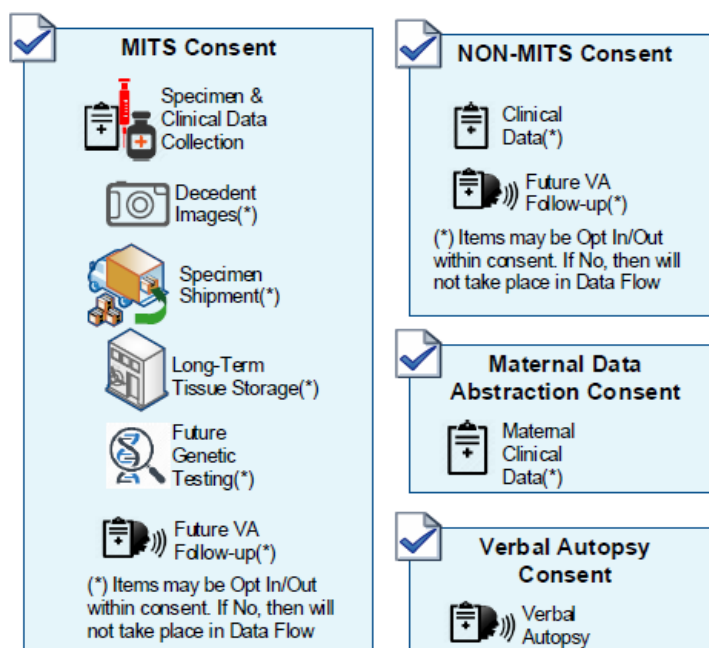 MITS Consent
Specimen &
Clinical Data
Collection
Decedent
Images(*)
Specimen
Shipment(*)
Long-Term
Tissue Storage(*)
Future
Genetic
Testing(*)
Future VA
Follow-up(*)
(*) Items may be Opt In/Out
within consent. If No, then will
not take place in Data Flow
NON-MITS Consent
Clinical
Data(*)
Future VA
Follow-up(*)
(*) Items may be Opt In/Out
within consent. If No, then will
not take place in Data Flow
Maternal Data
Abstraction Consent
Maternal
Clinical
Data(*)
Verbal Autopsy
Consent
Verbal
Autopsy